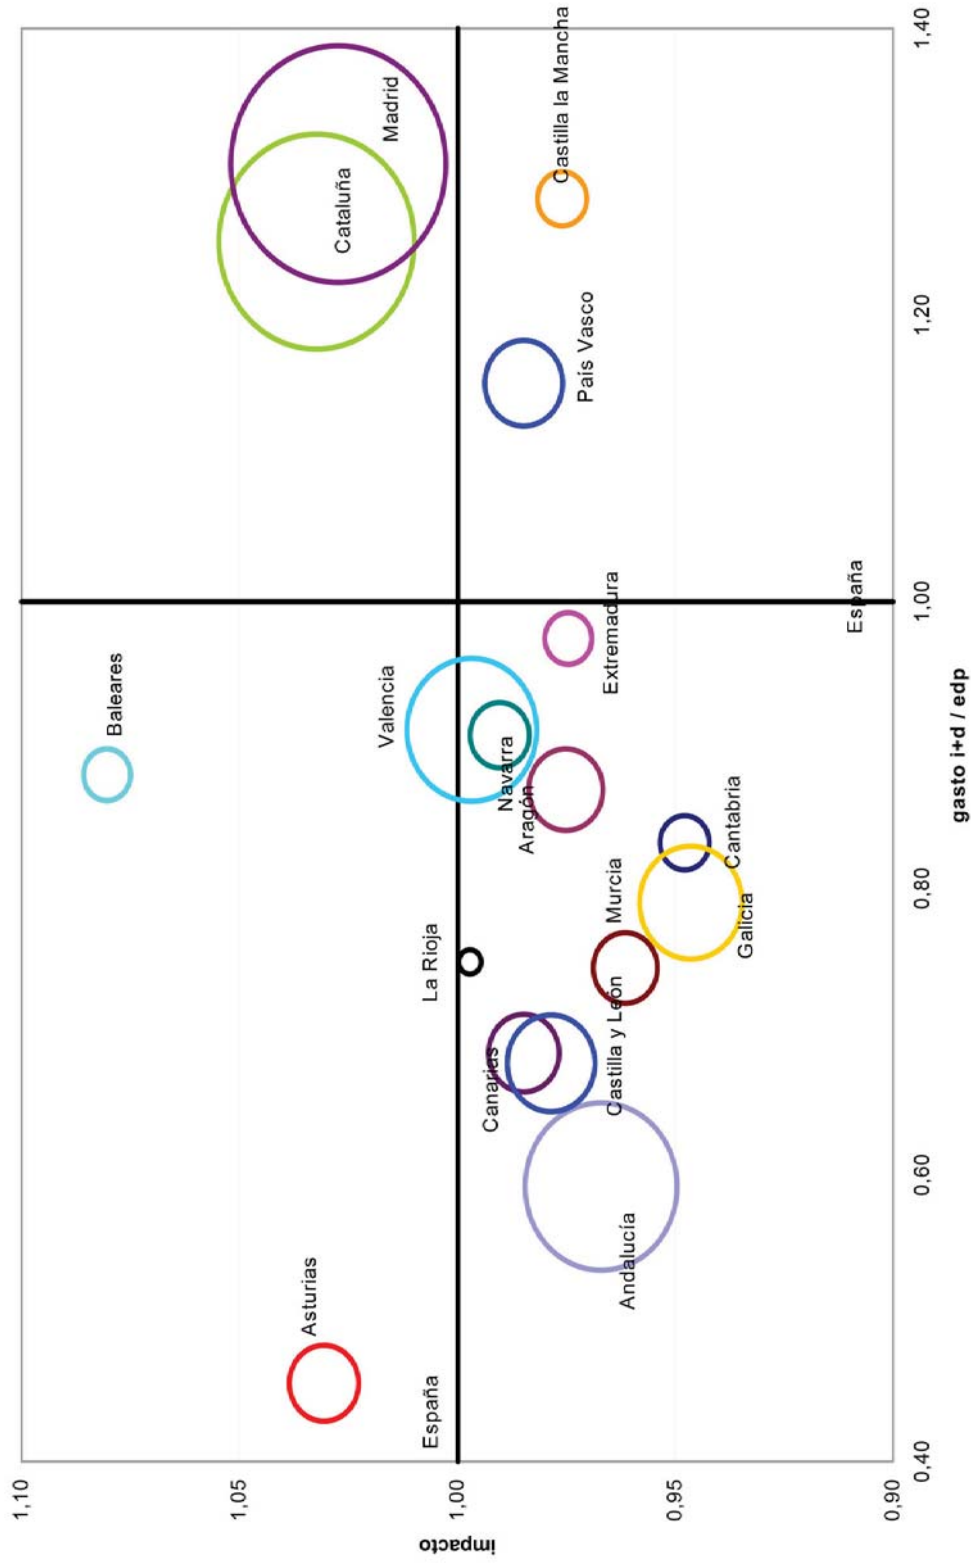 1,10
1,05
1,00
0,95
0,90
impacto
0,40
0,60
0,80
1,00
1,20
1,40
gasto i+d / edp
Baleares
Cataluña
Madrid
Asturias
Valencia
España
La Rioja
Canarias
Navarra
Aragón
País Vasco
Castilla la Mancha
Extremadura
Castilla y León
Murcia
Andalucía
Cantabria
Galicia
España